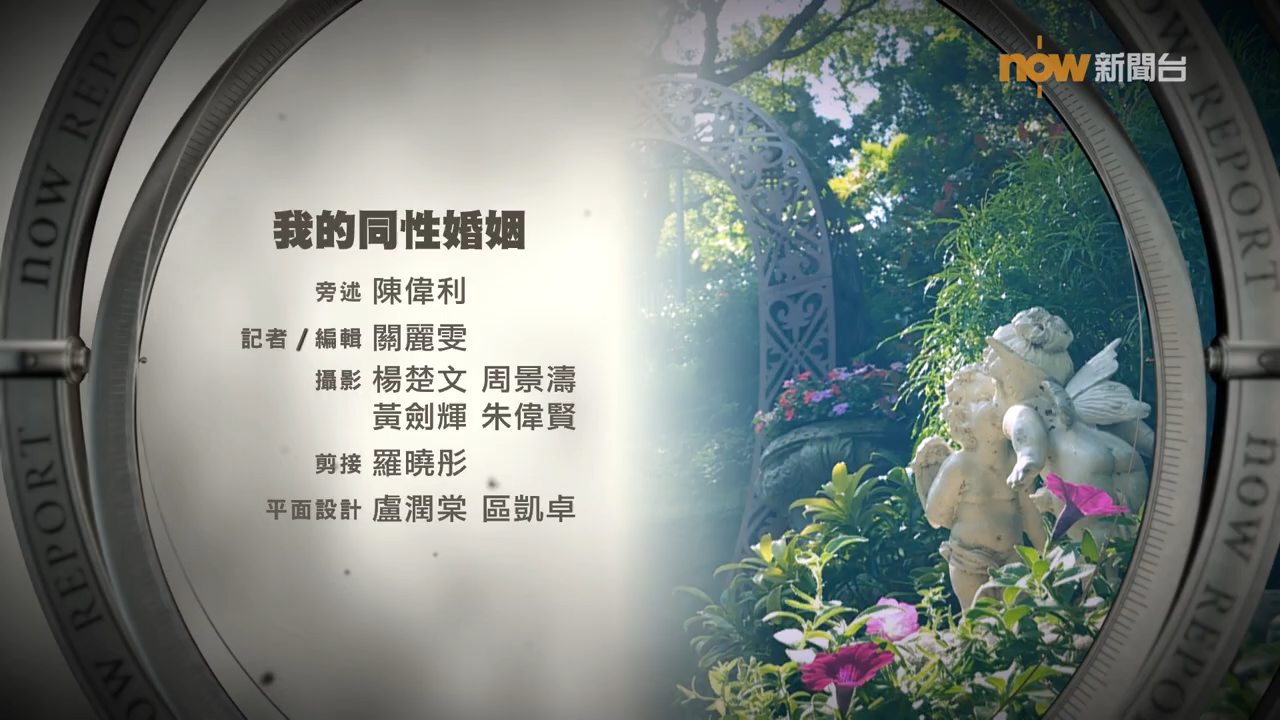 now 新聞台
我的同性婚姻
旁述 陳偉利
記者 / 編輯 關麗雯
攝影 楊楚文 周景濤
黃劍輝 朱偉賢
剪接 羅曉彤
平面設計 盧潤棠 區凱卓
now REPORT
now REPORT
now REPORT
now REPORT